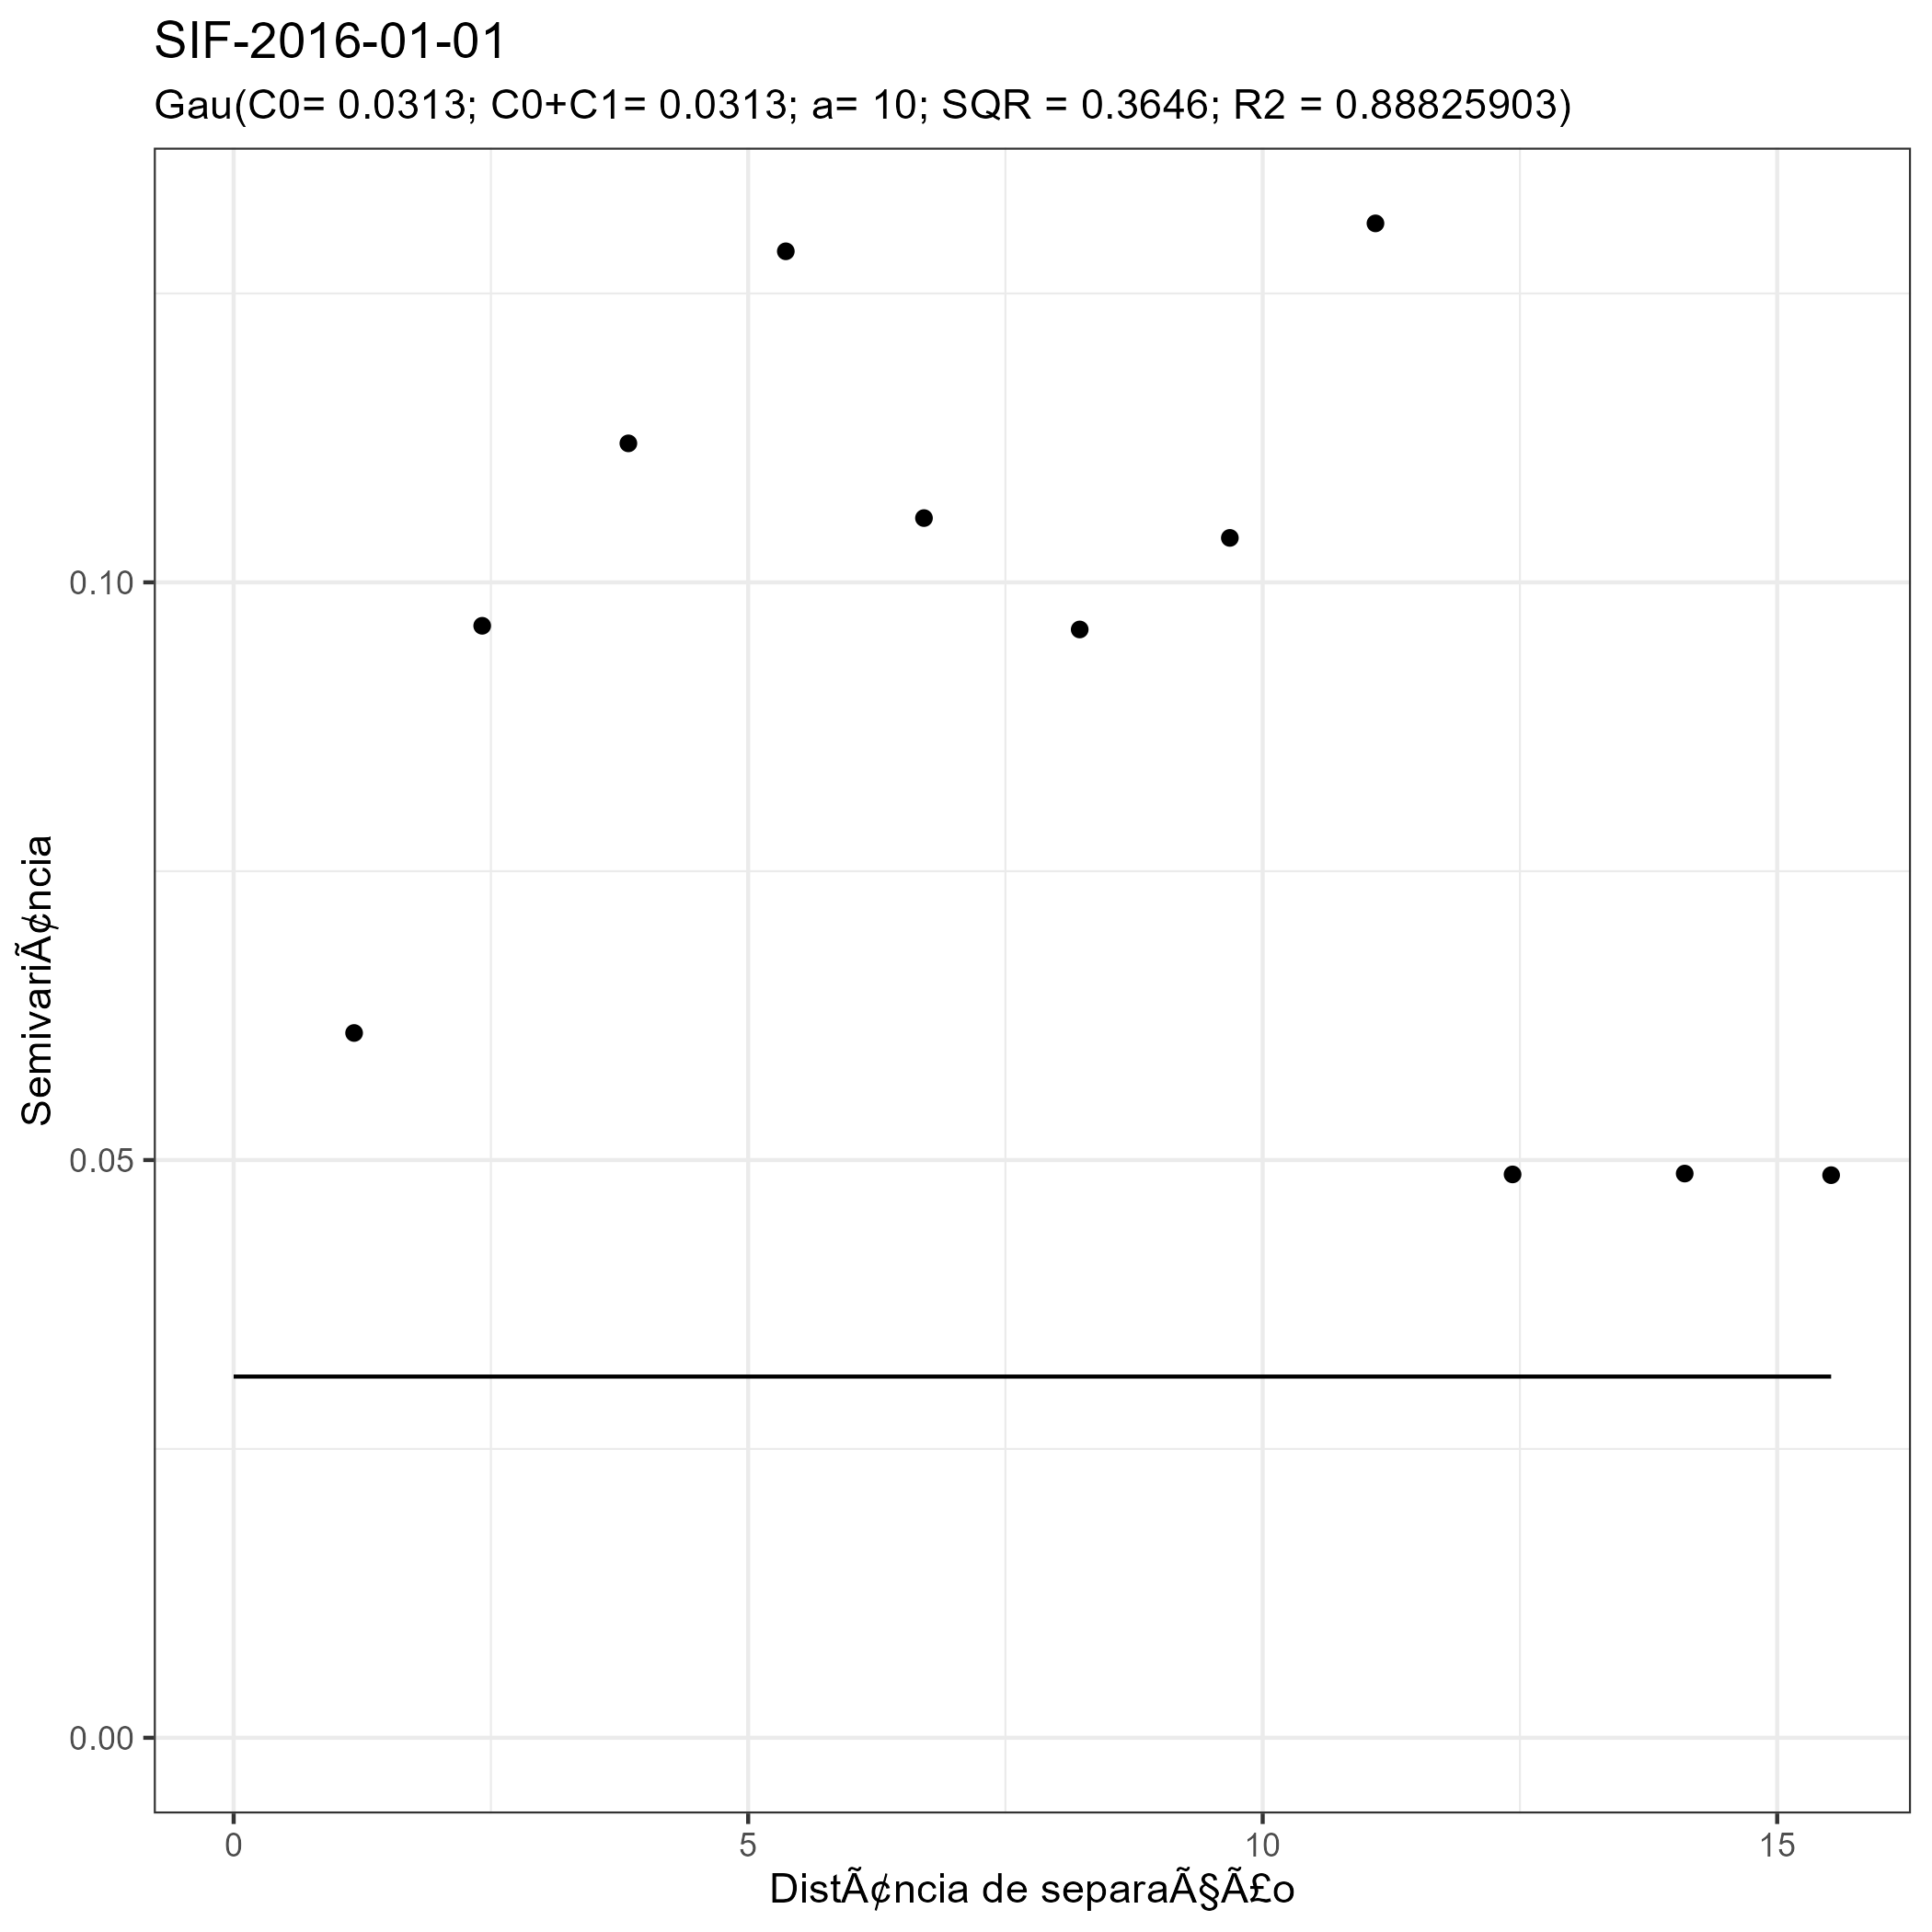 SIF-2016-01-01
Gau(C0= 0.0313; C0+C1= 0.0313; a= 10; SQR = 0.3646; R2 = 0.88825903)
SemivariÃ¢ncia
0.10
0.05
0.00
0
5
10
15
DistÃ¢ncia de separaÃ§Ã£o